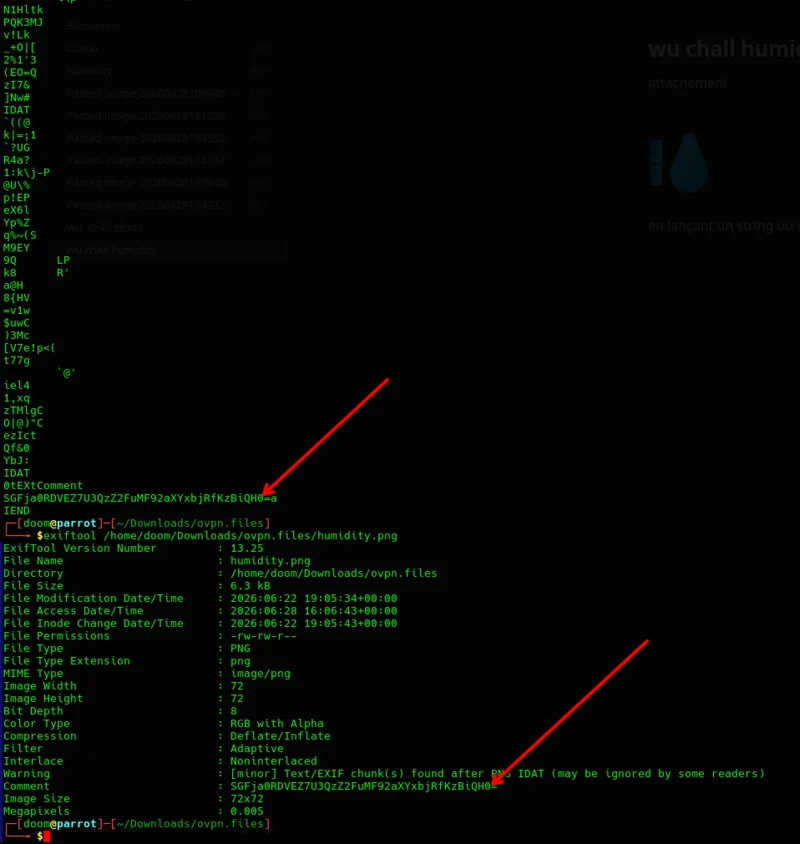 N1Hltk
PQK3MJ
v!Lk
_+O|[
2%1'3
(EO=Q
zI7&
]Nw#
IDAT
`((@
k|=;1
`?UG
R4a?
1:k\j-P
@U\%
p!EP
eX6l
Yp%Z
q%~(S
M9EY
9Q LP
k8 R'
a@H
8{HV
=v1w
$uwC
)3Mc
[V7e!p<(
t77g
`@'
iel4
1,xq
zTMlgC
O|@)"C
ezIct
Qf&0
YbJ:
IDAT
0tEXtComment
SGFja0RDVEZ7U3QzZ2FuMF92aXYxbjRfKzBiQH0=a
IEND
┌─[doom@parrot]─[~/Downloads/ovpn.files]
└──╼ $exiftool /home/doom/Downloads/ovpn.files/humidity.png
ExifTool Version Number : 13.25
File Name : humidity.png
Directory : /home/doom/Downloads/ovpn.files
File Size : 6.3 kB
File Modification Date/Time : 2026:06:22 19:05:34+00:00
File Access Date/Time : 2026:06:28 16:06:43+00:00
File Inode Change Date/Time : 2026:06:22 19:05:43+00:00
File Permissions : -rw-rw-r--
File Type : PNG
File Type Extension : png
MIME Type : image/png
Image Width : 72
Image Height : 72
Bit Depth : 8
Color Type : RGB with Alpha
Compression : Deflate/Inflate
Filter : Adaptive
Interlace : Noninterlaced
Warning : [minor] Text/EXIF chunk(s) found after PNG IDAT (may be ignored by some readers)
Comment : SGFja0RDVEZ7U3QzZ2FuMF92aXYxbjRfKzBiQH0=
Image Size : 72x72
Megapixels : 0.005
┌─[doom@parrot]─[~/Downloads/ovpn.files]
└──╼ $
Bienvenue
humidity
wu chall humidity
wu chall humid
attachement
en lançant un string ou